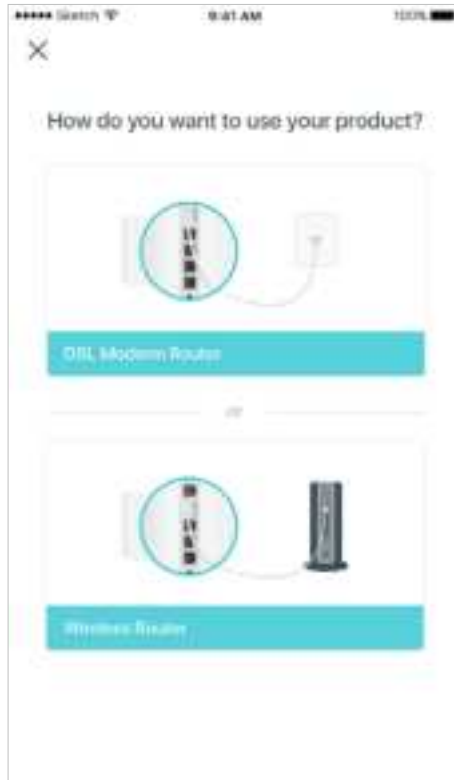 Sketch 9:41 AM 100%
How do you want to use your product?
DSL Modem Router
or
Wireless Router